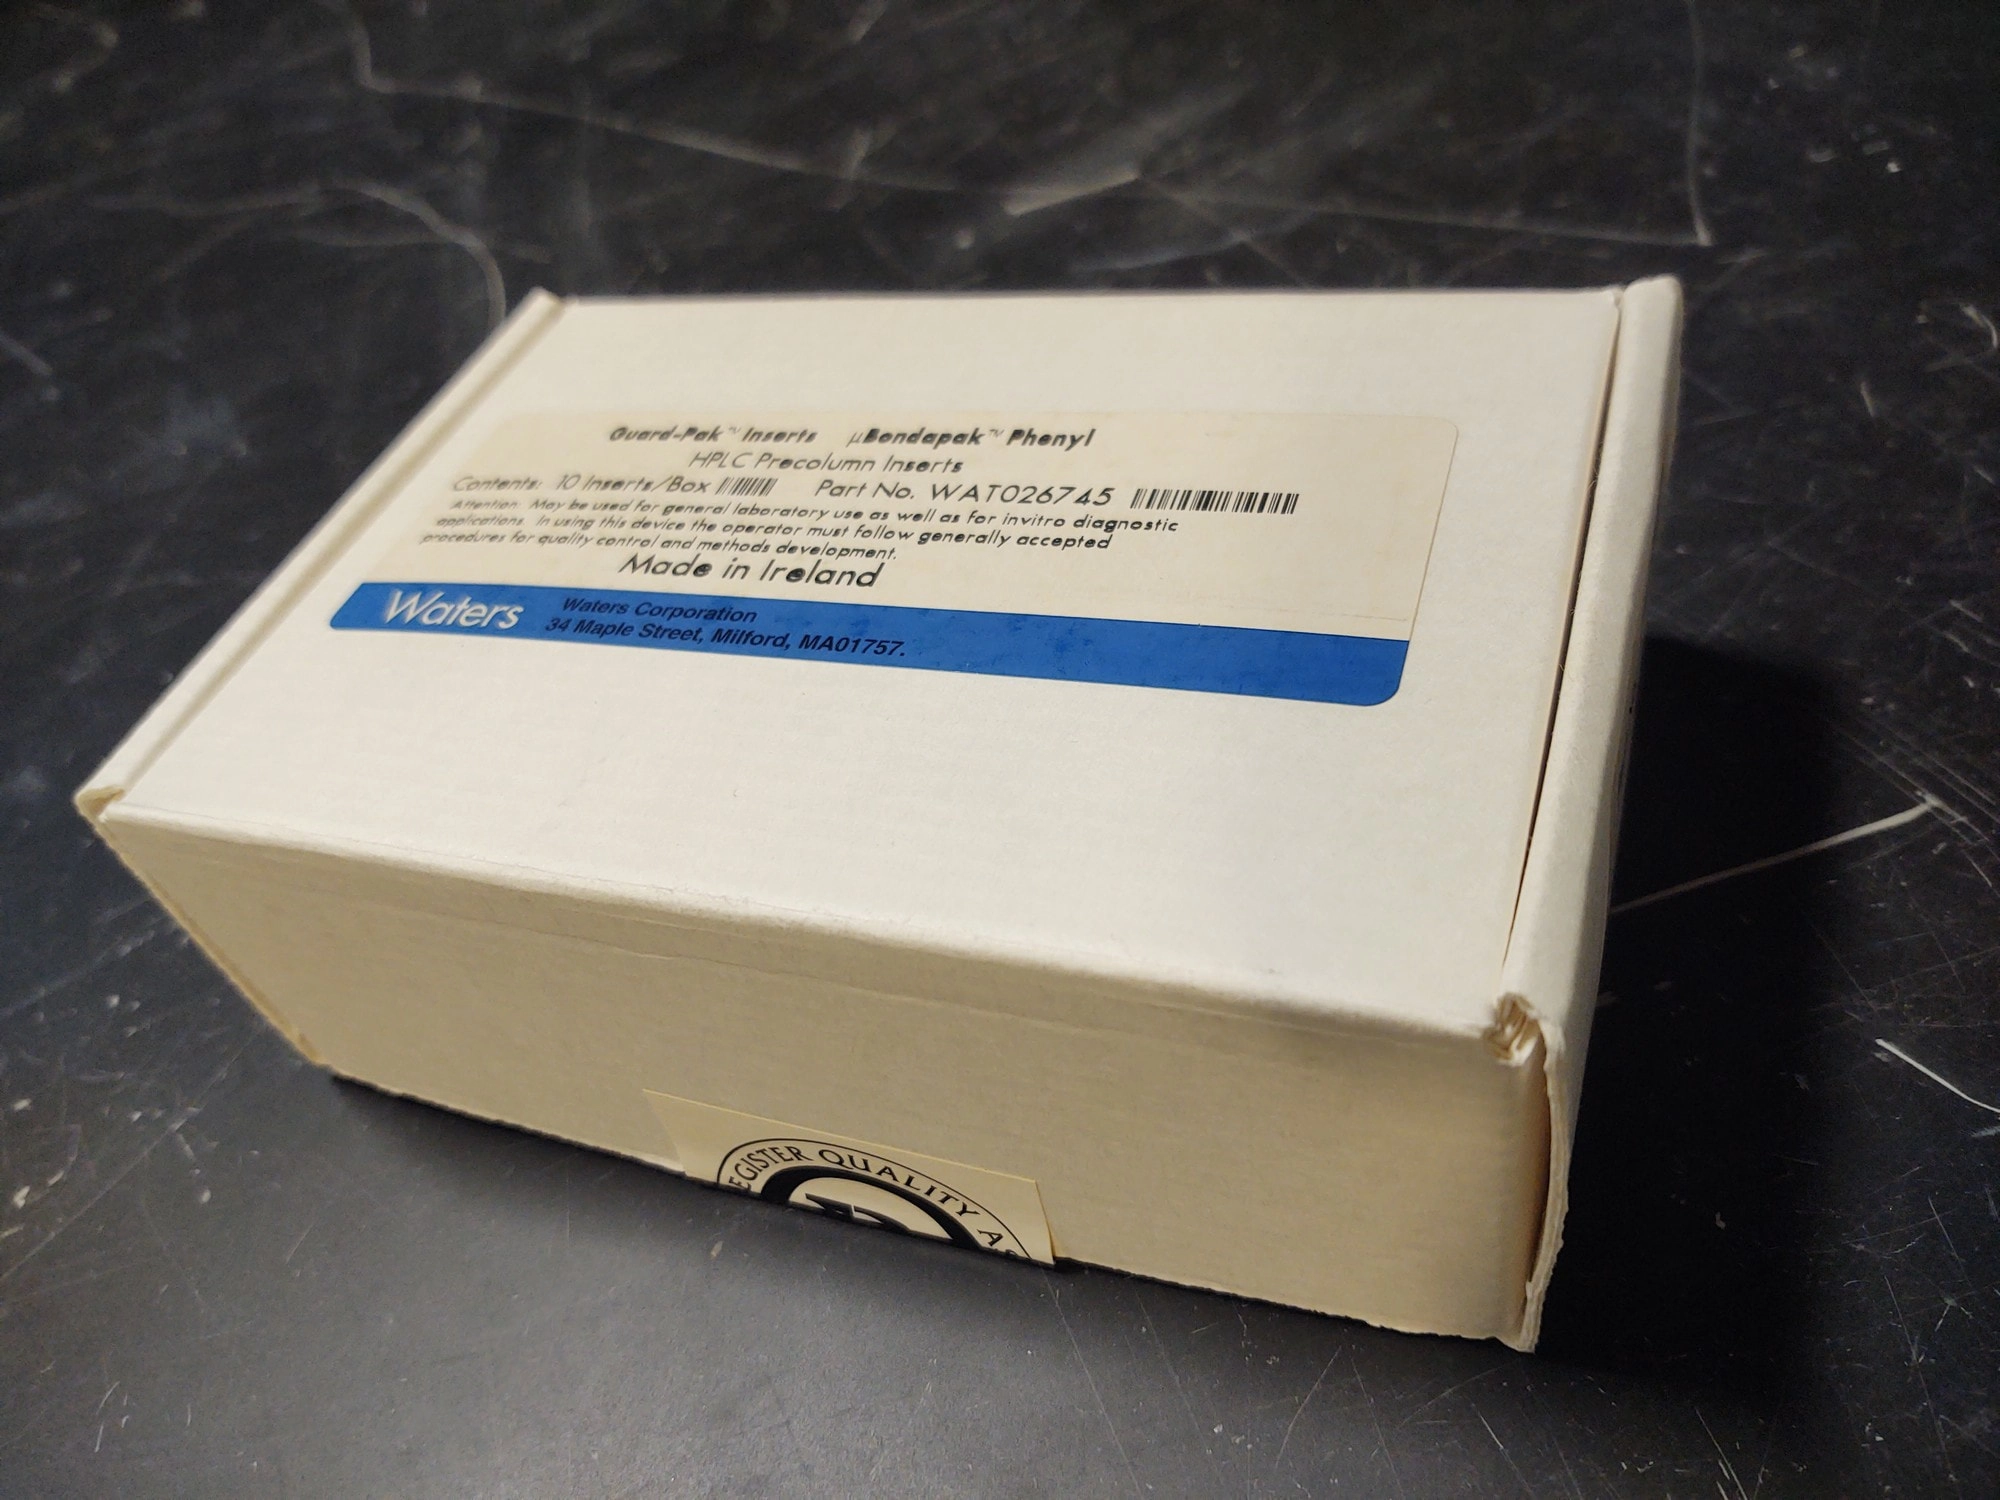 Guard-Pak™ Inserts µBondapak™ Phenyl
HPLC Precolumn Inserts
Contents: 10 Inserts/Box Part No. WAT026745
Attention: May be used for general laboratory use as well as for invitro diagnostic
applications. In using this device the operator must follow generally accepted
procedures for quality control and methods development.
Made in Ireland
Waters Waters Corporation
34 Maple Street, Milford, MA01757.
EGISTER QUALITY AS